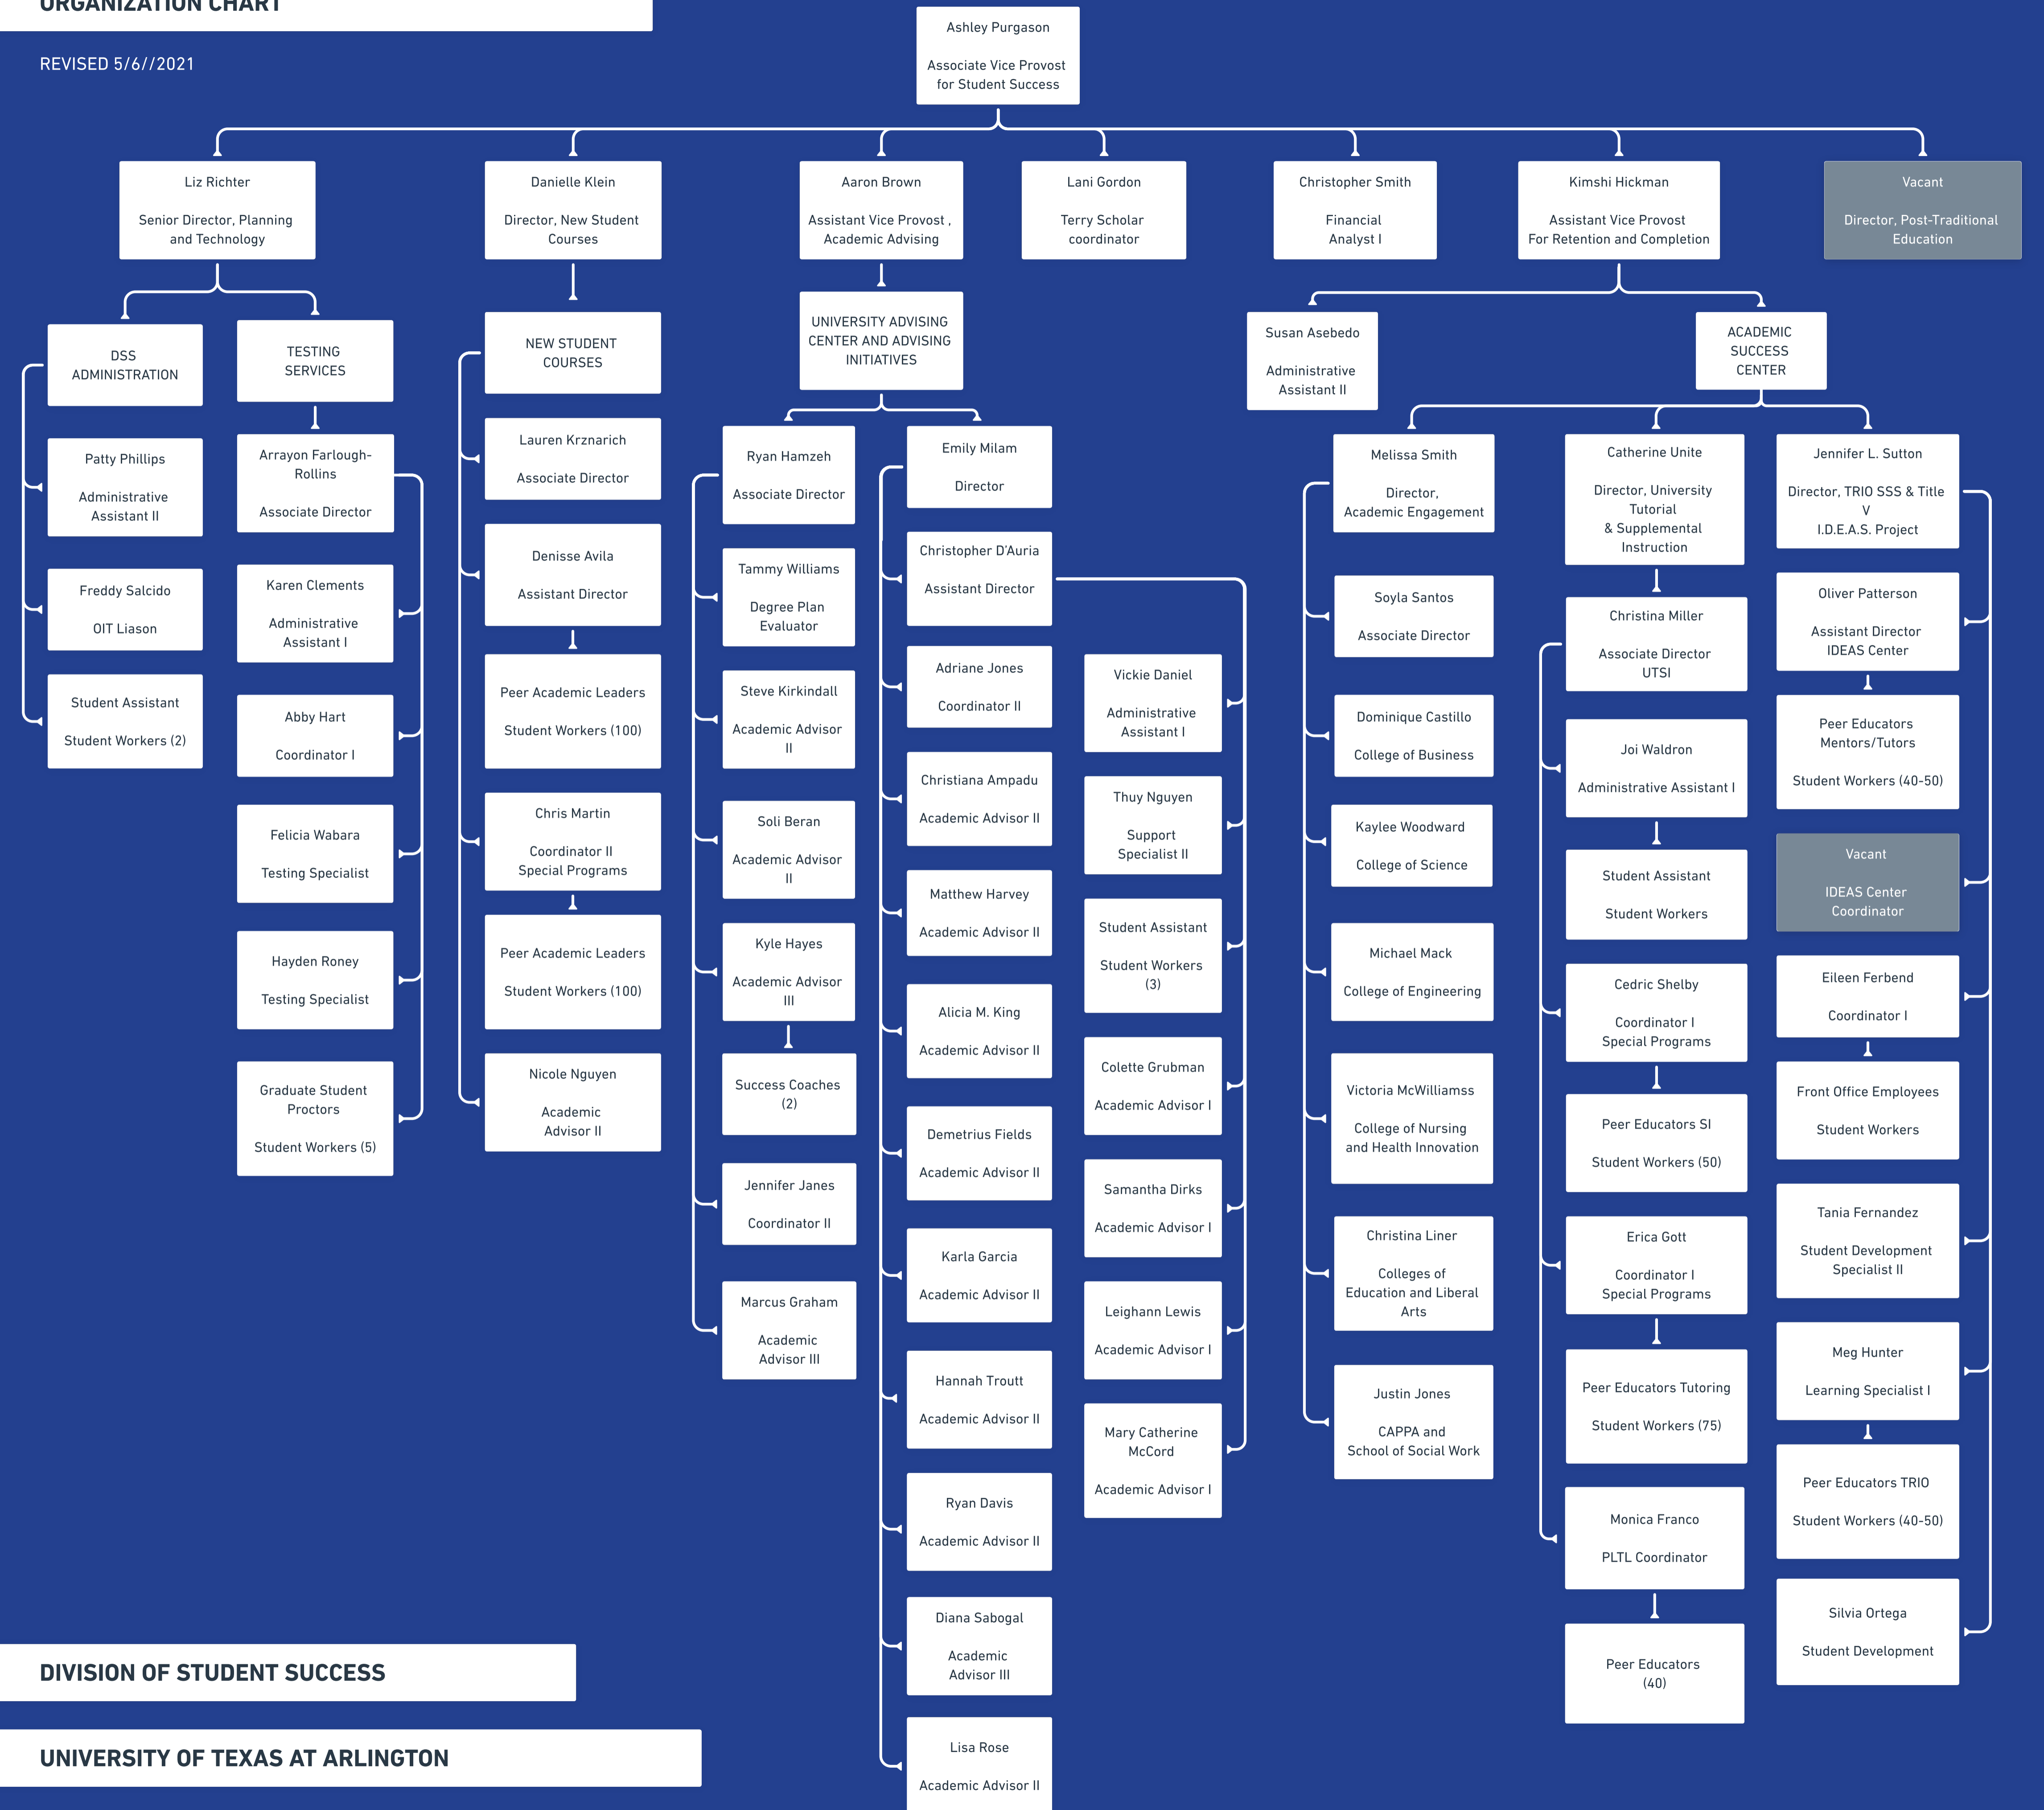 ORGANIZATION CHART
REVISED 5/6//2021
Ashley Purgason
Associate Vice Provost
for Student Success
Liz Richter
Senior Director, Planning
and Technology
Danielle Klein
Director, New Student
Courses
Aaron Brown
Assistant Vice Provost ,
Academic Advising
Lani Gordon
Terry Scholar
coordinator
Christopher Smith
Financial
Analyst I
Kimshi Hickman
Assistant Vice Provost
For Retention and Completion
Vacant
Director, Post-Traditional
Education
DSS
ADMINISTRATION
Patty Phillips
Administrative
Assistant II
Freddy Salcido
OIT Liason
Student Assistant
Student Workers (2)
TESTING
SERVICES
Arrayon Farlough-
Rollins
Associate Director
Karen Clements
Administrative
Assistant I
Abby Hart
Coordinator I
Felicia Wabara
Testing Specialist
Hayden Roney
Testing Specialist
Graduate Student
Proctors
Student Workers (5)
NEW STUDENT
COURSES
Lauren Krznarich
Associate Director
Denisse Avila
Assistant Director
Peer Academic Leaders
Student Workers (100)
Chris Martin
Coordinator II
Special Programs
Peer Academic Leaders
Student Workers (100)
Nicole Nguyen
Academic
Advisor II
UNIVERSITY ADVISING
CENTER AND ADVISING
INITIATIVES
Ryan Hamzeh
Associate Director
Tammy Williams
Degree Plan
Evaluator
Steve Kirkindall
Academic Advisor
II
Soli Beran
Academic Advisor
II
Kyle Hayes
Academic Advisor
III
Success Coaches
(2)
Jennifer Janes
Coordinator II
Marcus Graham
Academic
Advisor III
Emily Milam
Director
Christopher D'Auria
Assistant Director
Adriane Jones
Coordinator II
Christiana Ampadu
Academic Advisor II
Matthew Harvey
Academic Advisor II
Alicia M. King
Academic Advisor II
Demetrius Fields
Academic Advisor II
Karla Garcia
Academic Advisor II
Hannah Troutt
Academic Advisor II
Ryan Davis
Academic Advisor II
Diana Sabogal
Academic
Advisor III
Lisa Rose
Academic Advisor II
Vickie Daniel
Administrative
Assistant I
Thuy Nguyen
Support
Specialist II
Student Assistant
Student Workers
(3)
Colette Grubman
Academic Advisor I
Samantha Dirks
Academic Advisor I
Leighann Lewis
Academic Advisor I
Mary Catherine
McCord
Academic Advisor I
Susan Asebedo
Administrative
Assistant II
ACADEMIC
SUCCESS
CENTER
Melissa Smith
Director,
Academic Engagement
Soyla Santos
Associate Director
Dominique Castillo
College of Business
Kaylee Woodward
College of Science
Michael Mack
College of Engineering
Victoria McWilliamss
College of Nursing
and Health Innovation
Christina Liner
Colleges of
Education and Liberal
Arts
Justin Jones
CAPPA and
School of Social Work
Catherine Unite
Director, University
Tutorial
& Supplemental
Instruction
Christina Miller
Associate Director
UTSI
Joi Waldron
Administrative Assistant I
Student Assistant
Student Workers
Cedric Shelby
Coordinator I
Special Programs
Peer Educators SI
Student Workers (50)
Erica Gott
Coordinator I
Special Programs
Peer Educators Tutoring
Student Workers (75)
Monica Franco
PLTL Coordinator
Peer Educators
(40)
Jennifer L. Sutton
Director, TRIO SSS & Title
V
I.D.E.A.S. Project
Oliver Patterson
Assistant Director
IDEAS Center
Peer Educators
Mentors/Tutors
Student Workers (40-50)
Vacant
IDEAS Center
Coordinator
Eileen Ferbend
Coordinator I
Front Office Employees
Student Workers
Tania Fernandez
Student Development
Specialist II
Meg Hunter
Learning Specialist I
Peer Educators TRIO
Student Workers (40-50)
Silvia Ortega
Student Development
DIVISION OF STUDENT SUCCESS
UNIVERSITY OF TEXAS AT ARLINGTON